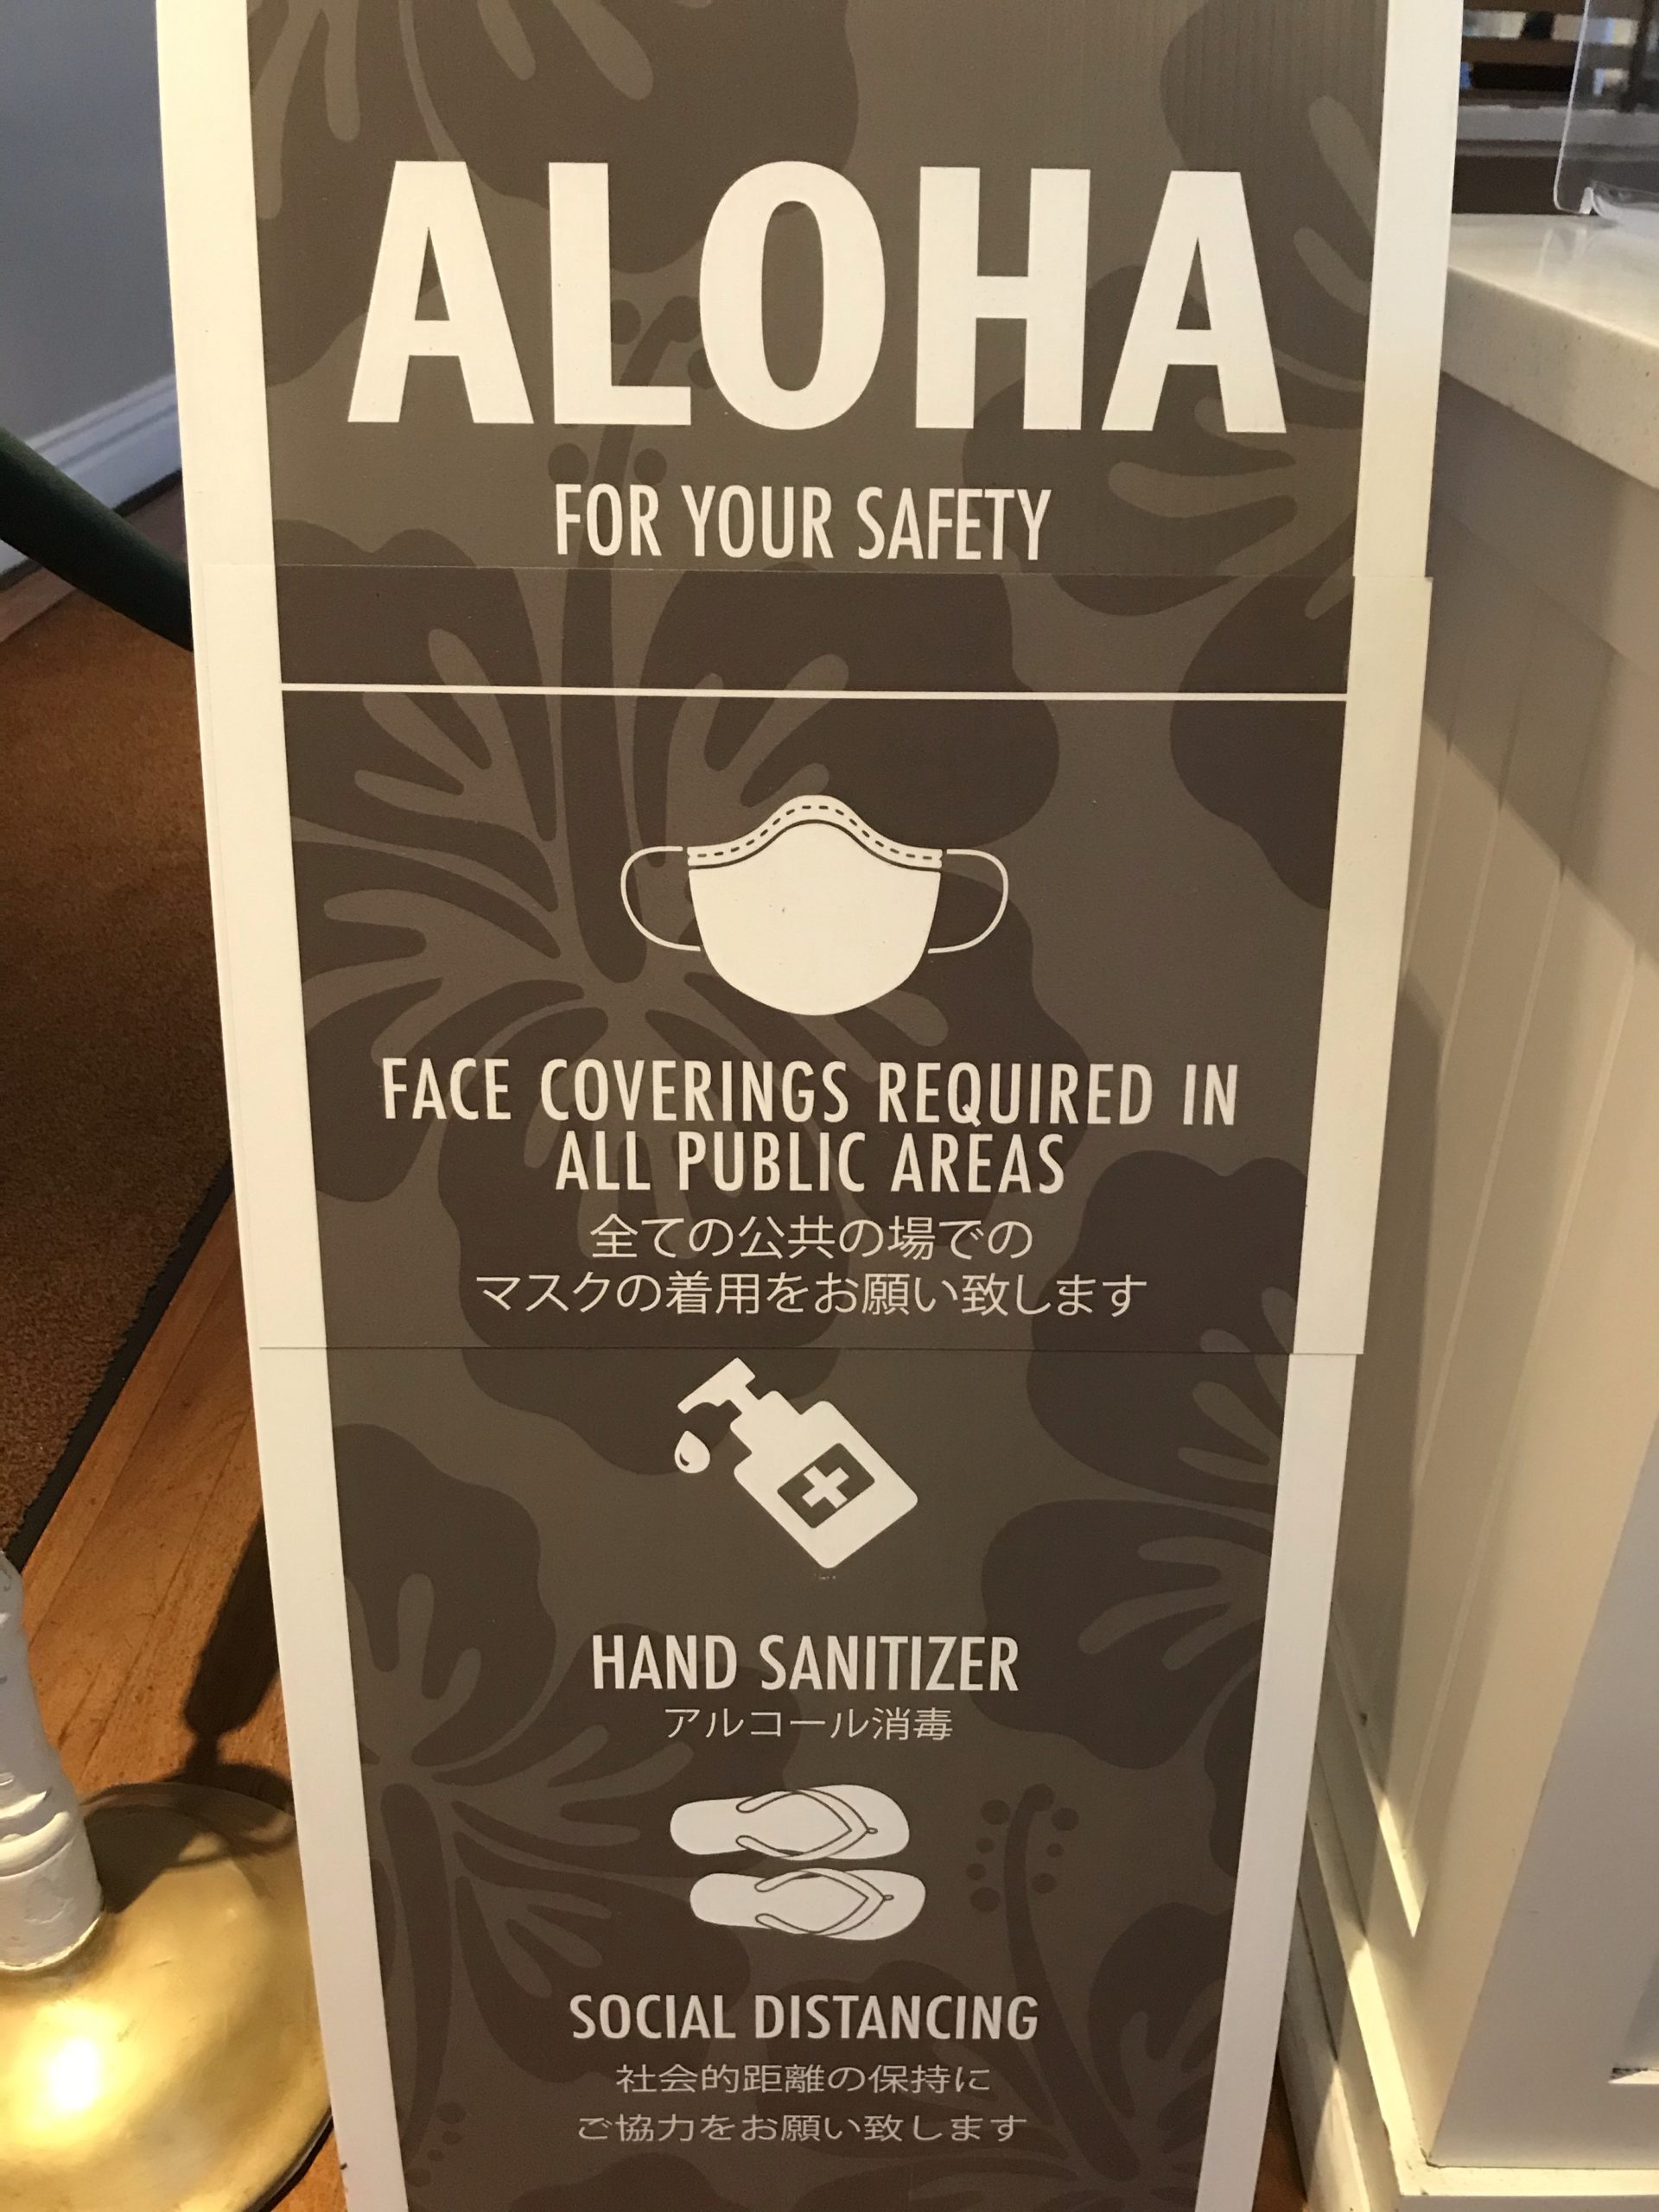 ALOHA
FOR YOUR SAFETY
FACE COVERINGS REQUIRED IN
ALL PUBLIC AREAS
全ての公共の場での
マスクの着用をお願い致します
HAND SANITIZER
アルコール消毒
SOCIAL DISTANCING
社会的距離の保持に
ご協力をお願い致します